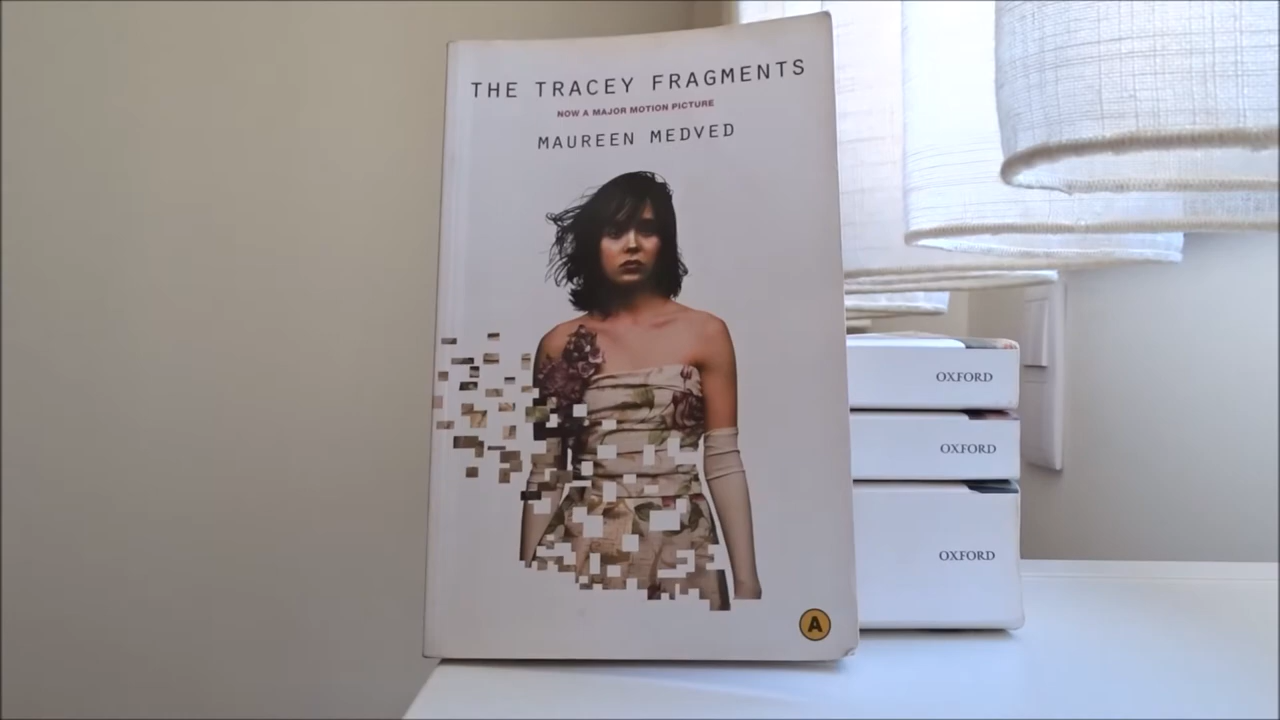 THE TRACEY FRAGMENTS
NOW A MAJOR MOTION PICTURE
MAUREEN MEDVED
A
OXFORD
OXFORD
OXFORD